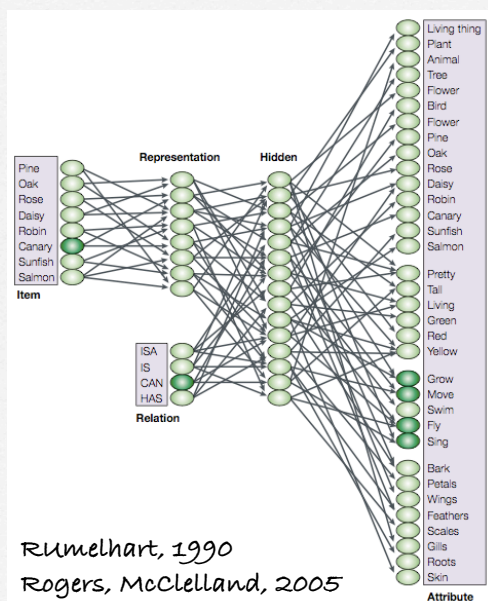 Representation
Hidden
Pine
Oak
Rose
Daisy
Robin
Canary
Sunfish
Salmon
Item
ISA
IS
CAN
HAS
Relation
Living thing
Plant
Animal
Tree
Flower
Bird
Flower
Pine
Oak
Rose
Daisy
Robin
Canary
Sunfish
Salmon
Pretty
Tall
Living
Green
Red
Yellow
Grow
Move
Swim
Fly
Sing
Bark
Petals
Wings
Feathers
Scales
Gills
Roots
Skin
Attribute
RUmelhart, 1990
Rogers, McClelland, 2005